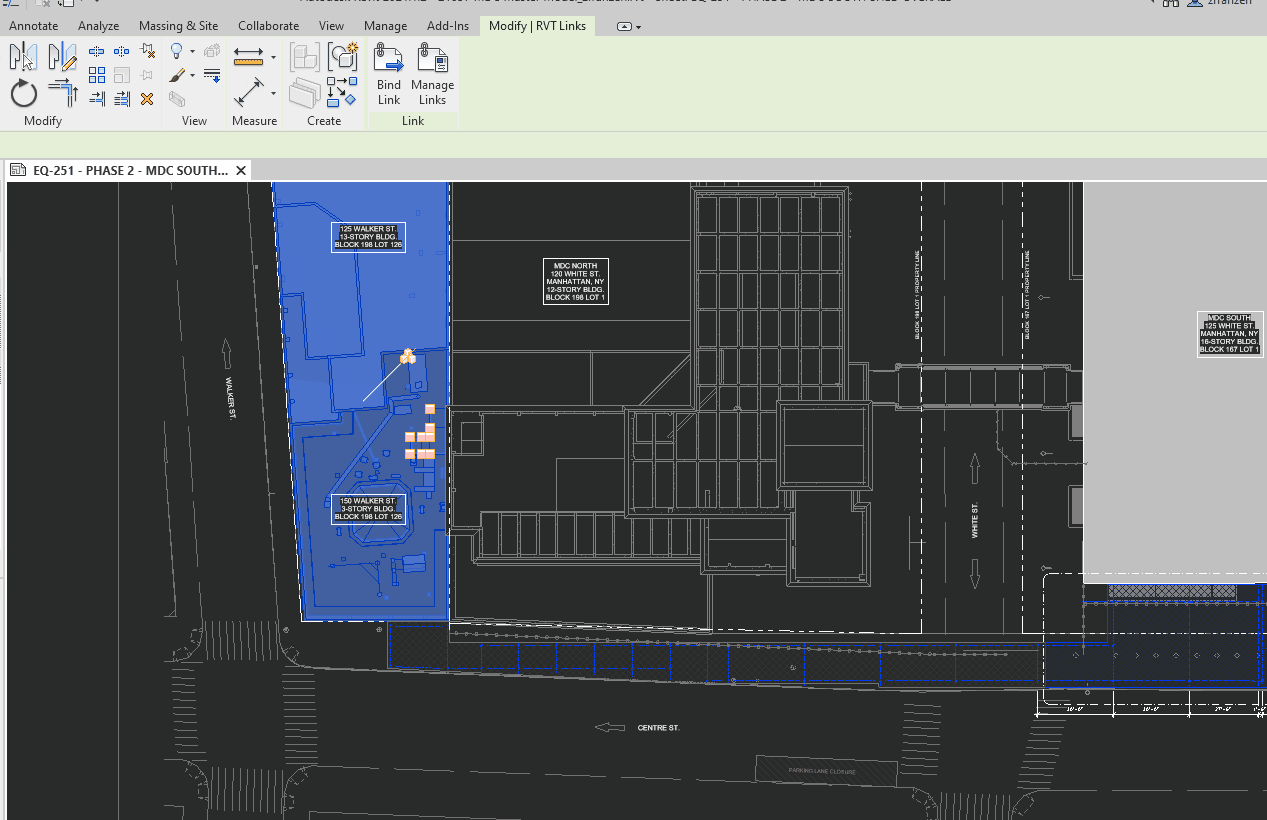 Annotate Analyze Massing & Site Collaborate View Manage Add-Ins Modify | RVT Links
Bind
Link
Manage
Links
Modify View Measure Create Link
EQ-251 - PHASE 2 - MDC SOUTH...
125 WALKER ST.
13-STORY BLDG.
BLOCK 198 LOT 126
MDC NORTH
120 WHITE ST.
MANHATTAN, NY
12-STORY BLDG.
BLOCK 198 LOT 1
BLOCK 198 LOT 1 PROPERTY LINE
BLOCK 167 LOT 1 PROPERTY LINE
MDC SOUTH
125 WHITE ST.
MANHATTAN, NY
16-STORY BLDG.
BLOCK 167 LOT 1
WALKER ST.
150 WALKER ST.
3-STORY BLDG.
BLOCK 198 LOT 126
WHITE ST.
CENTRE ST.
PARKING LANE CLOSURE